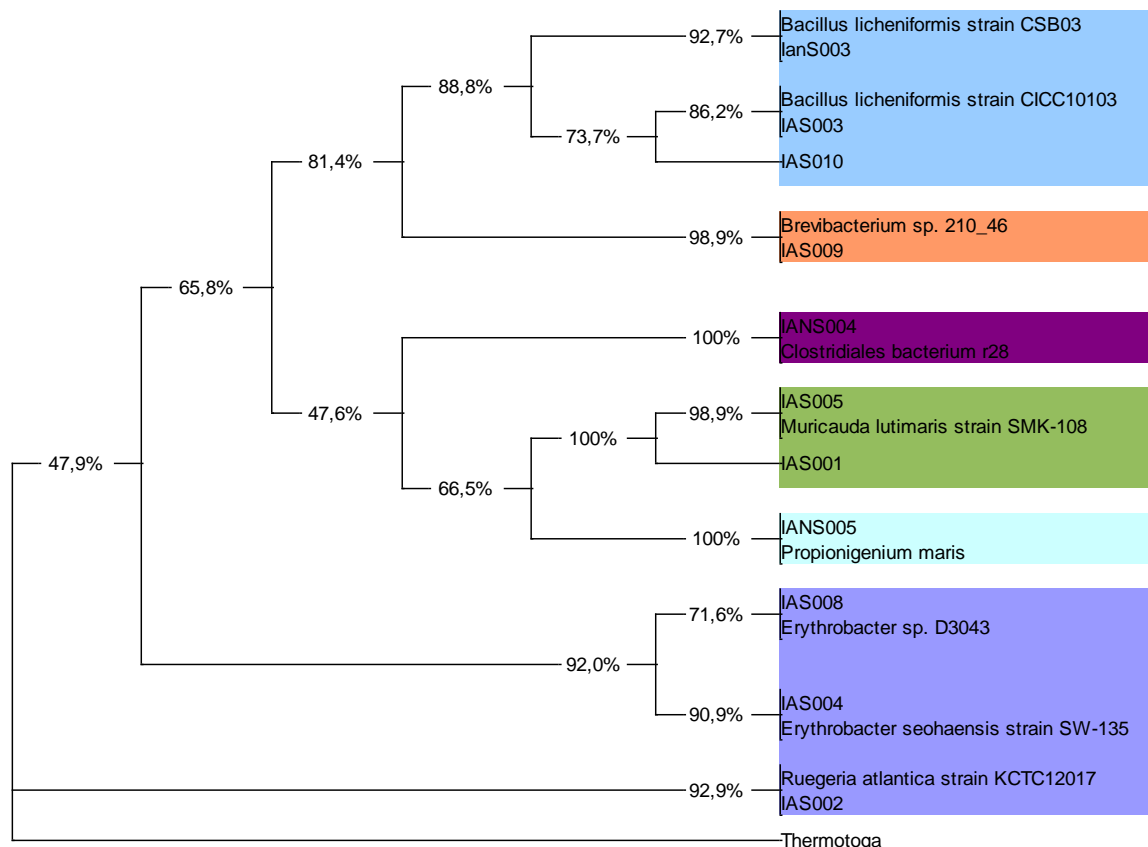 92,7%
Bacillus licheniformis strain CSB03
IanS003
88,8%
86,2%
Bacillus licheniformis strain CICC10103
IAS003
73,7%
IAS010
81,4%
98,9%
Brevibacterium sp. 210_46
IAS009
65,8%
100%
IANS004
Clostridiales bacterium r28
47,6%
98,9%
IAS005
Muricauda lutimaris strain SMK-108
100%
IAS001
47,9%
66,5%
100%
IANS005
Propionigenium maris
71,6%
IAS008
Erythrobacter sp. D3043
92,0%
90,9%
IAS004
Erythrobacter seohaensis strain SW-135
92,9%
Ruegeria atlantica strain KCTC12017
IAS002
Thermotoga